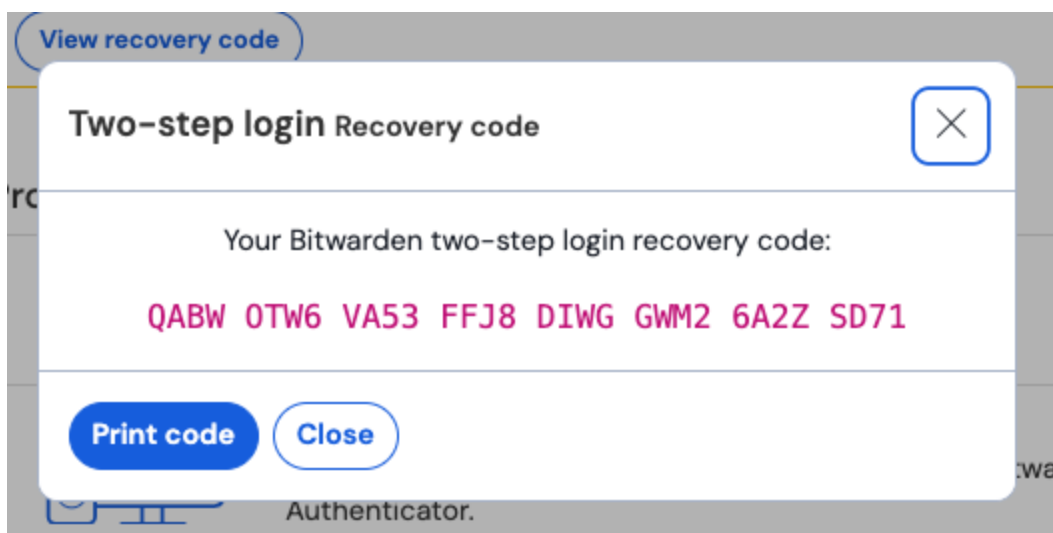 View recovery code
Two-step login Recovery code
Your Bitwarden two-step login recovery code:
QABW OTW6 VA53 FFJ8 DIWG GWM2 6A2Z SD71
Print code Close
Authenticator.